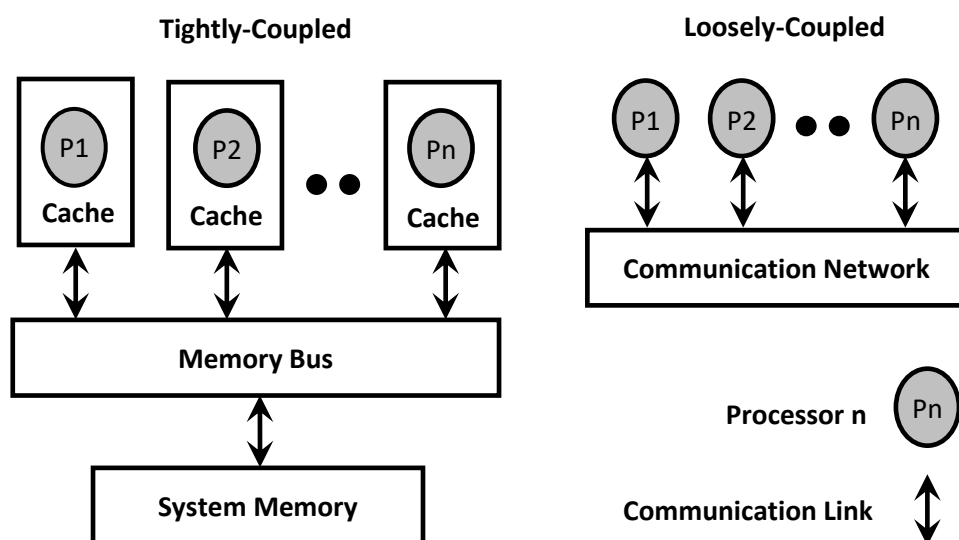 Tightly-Coupled
P1
P2
Pn
Cache
Cache
Cache
Memory Bus
System Memory
Loosely-Coupled
P1
P2
Pn
Communication Network
Processor n
Pn
Communication Link